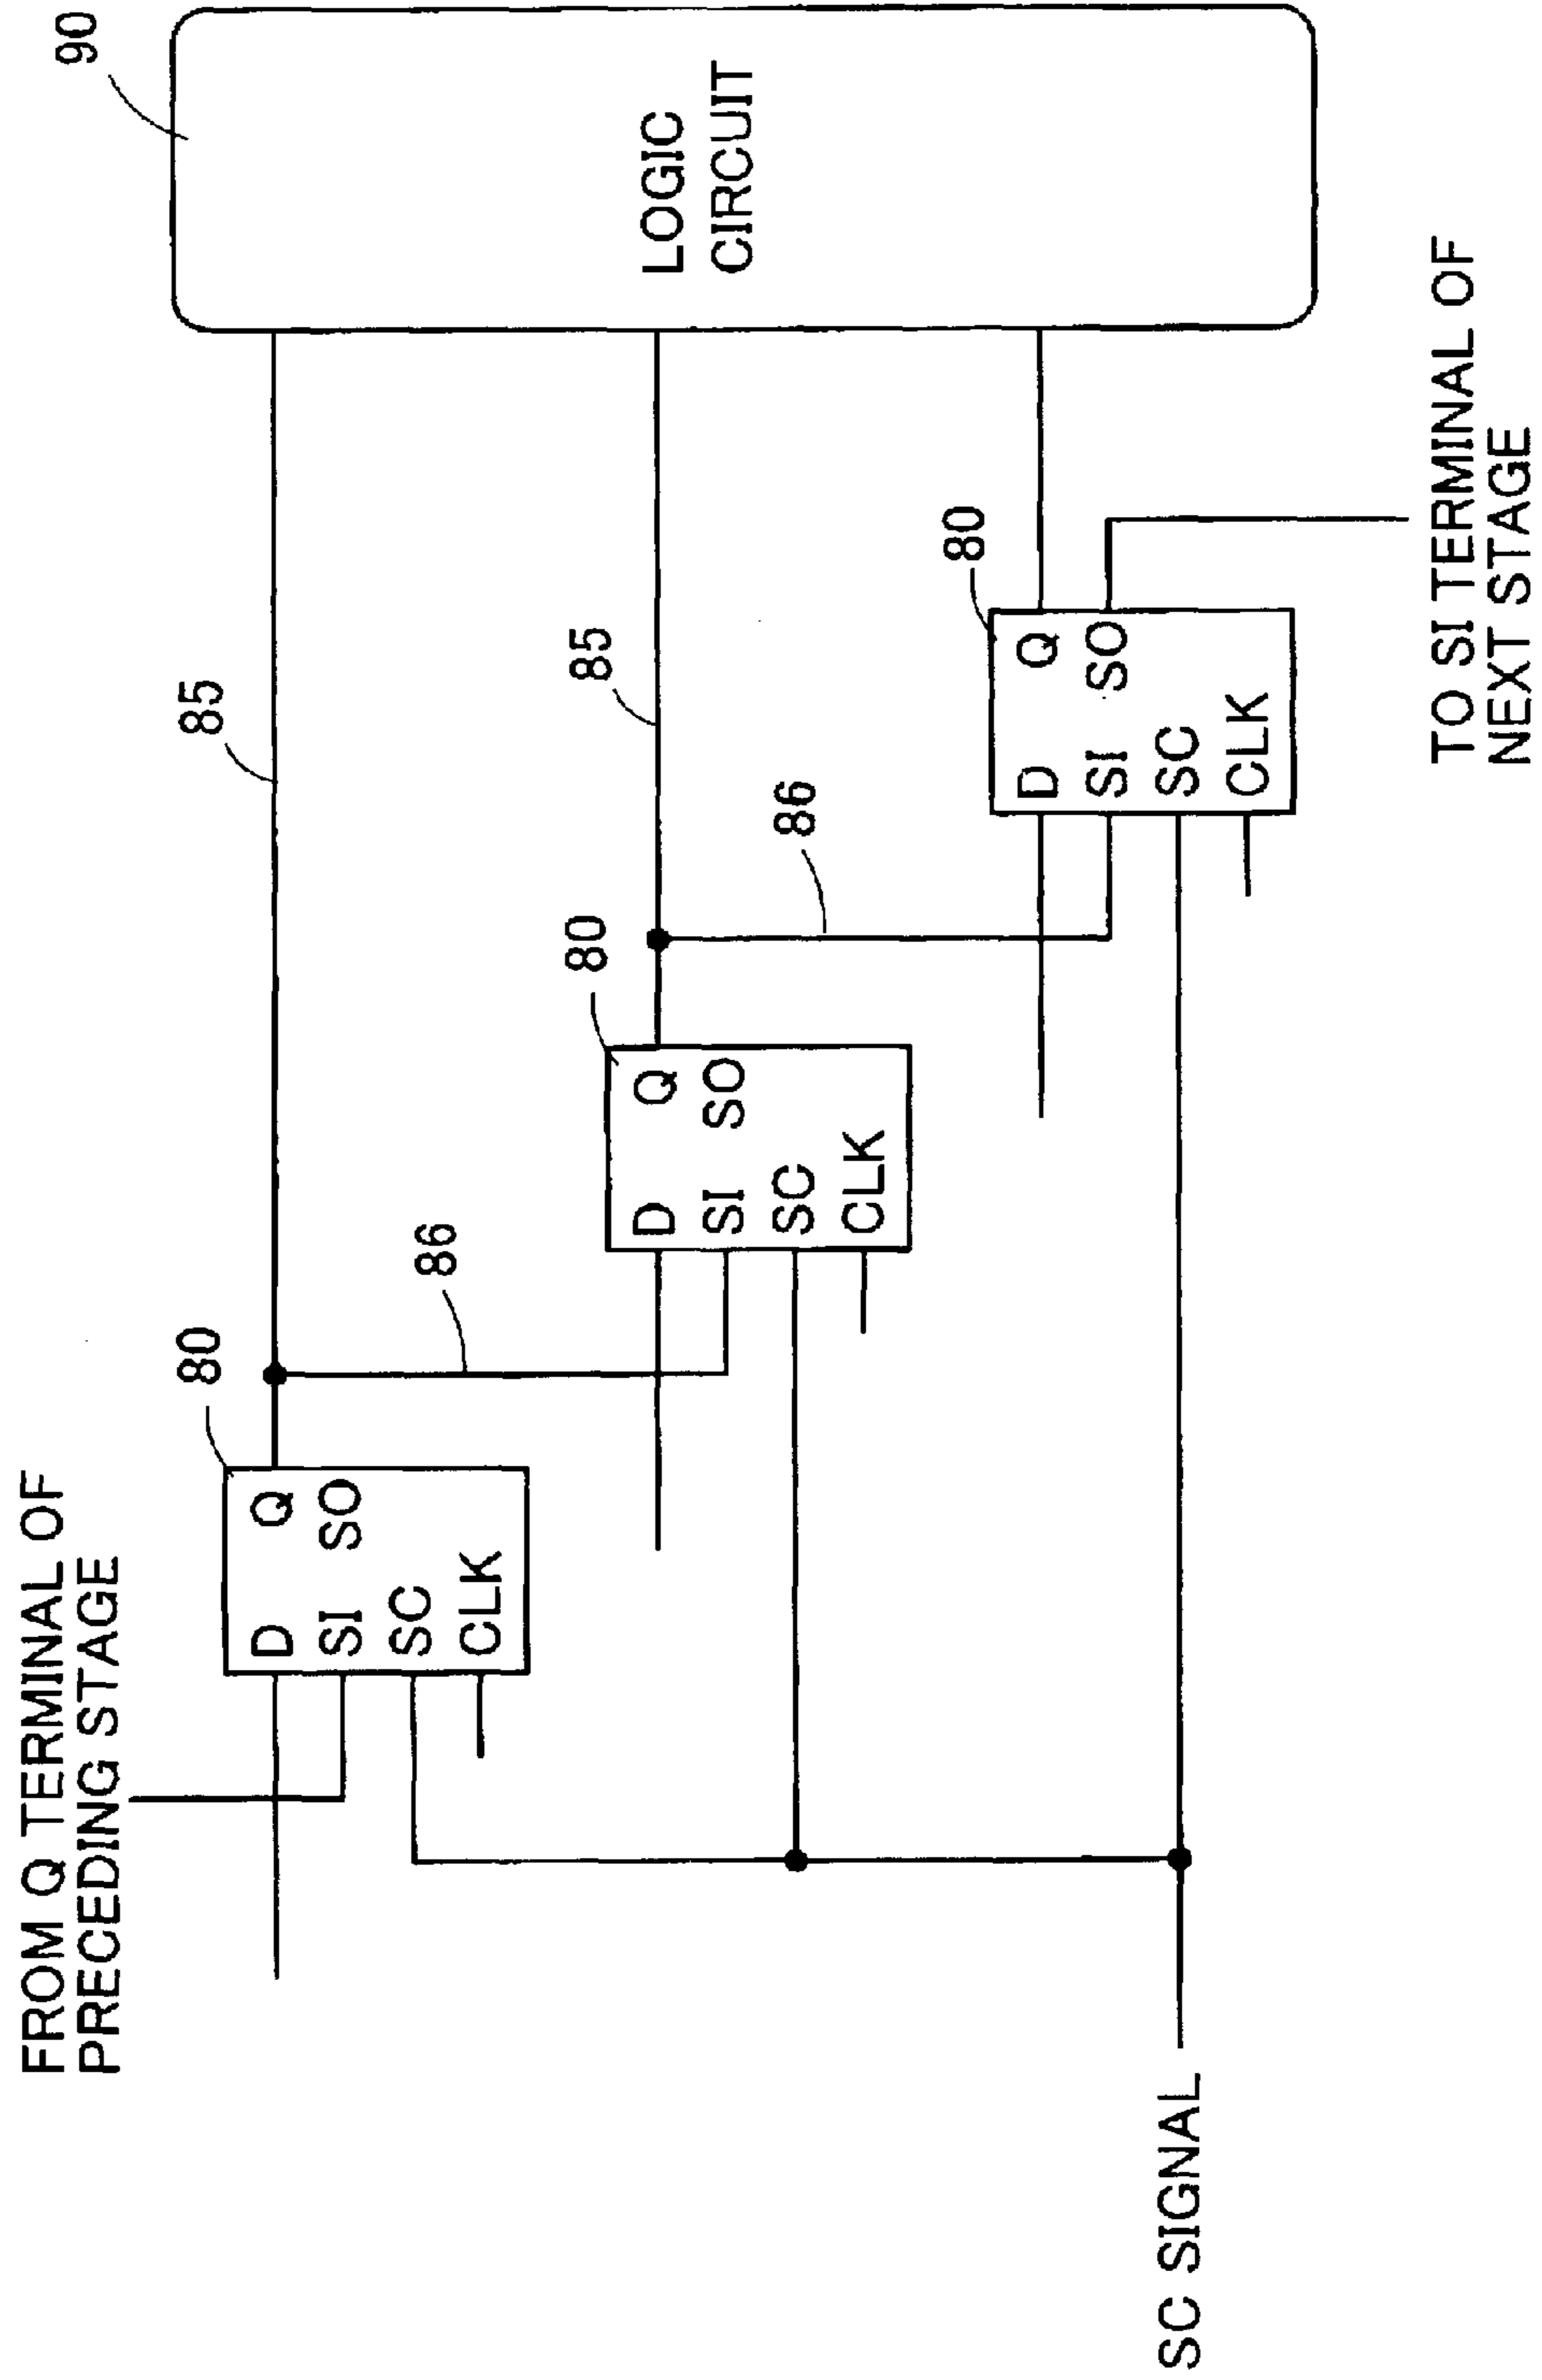 FROM Q TERMINAL OF
PRECEDING STAGE
80
D Q
SI SO
SC
CLK
85
86
80
D Q
SI SO
SC
CLK
85
86
80
D Q
SI SO
SC
CLK
90
LOGIC
CIRCUIT
SC SIGNAL
TO SI TERMINAL OF
NEXT STAGE